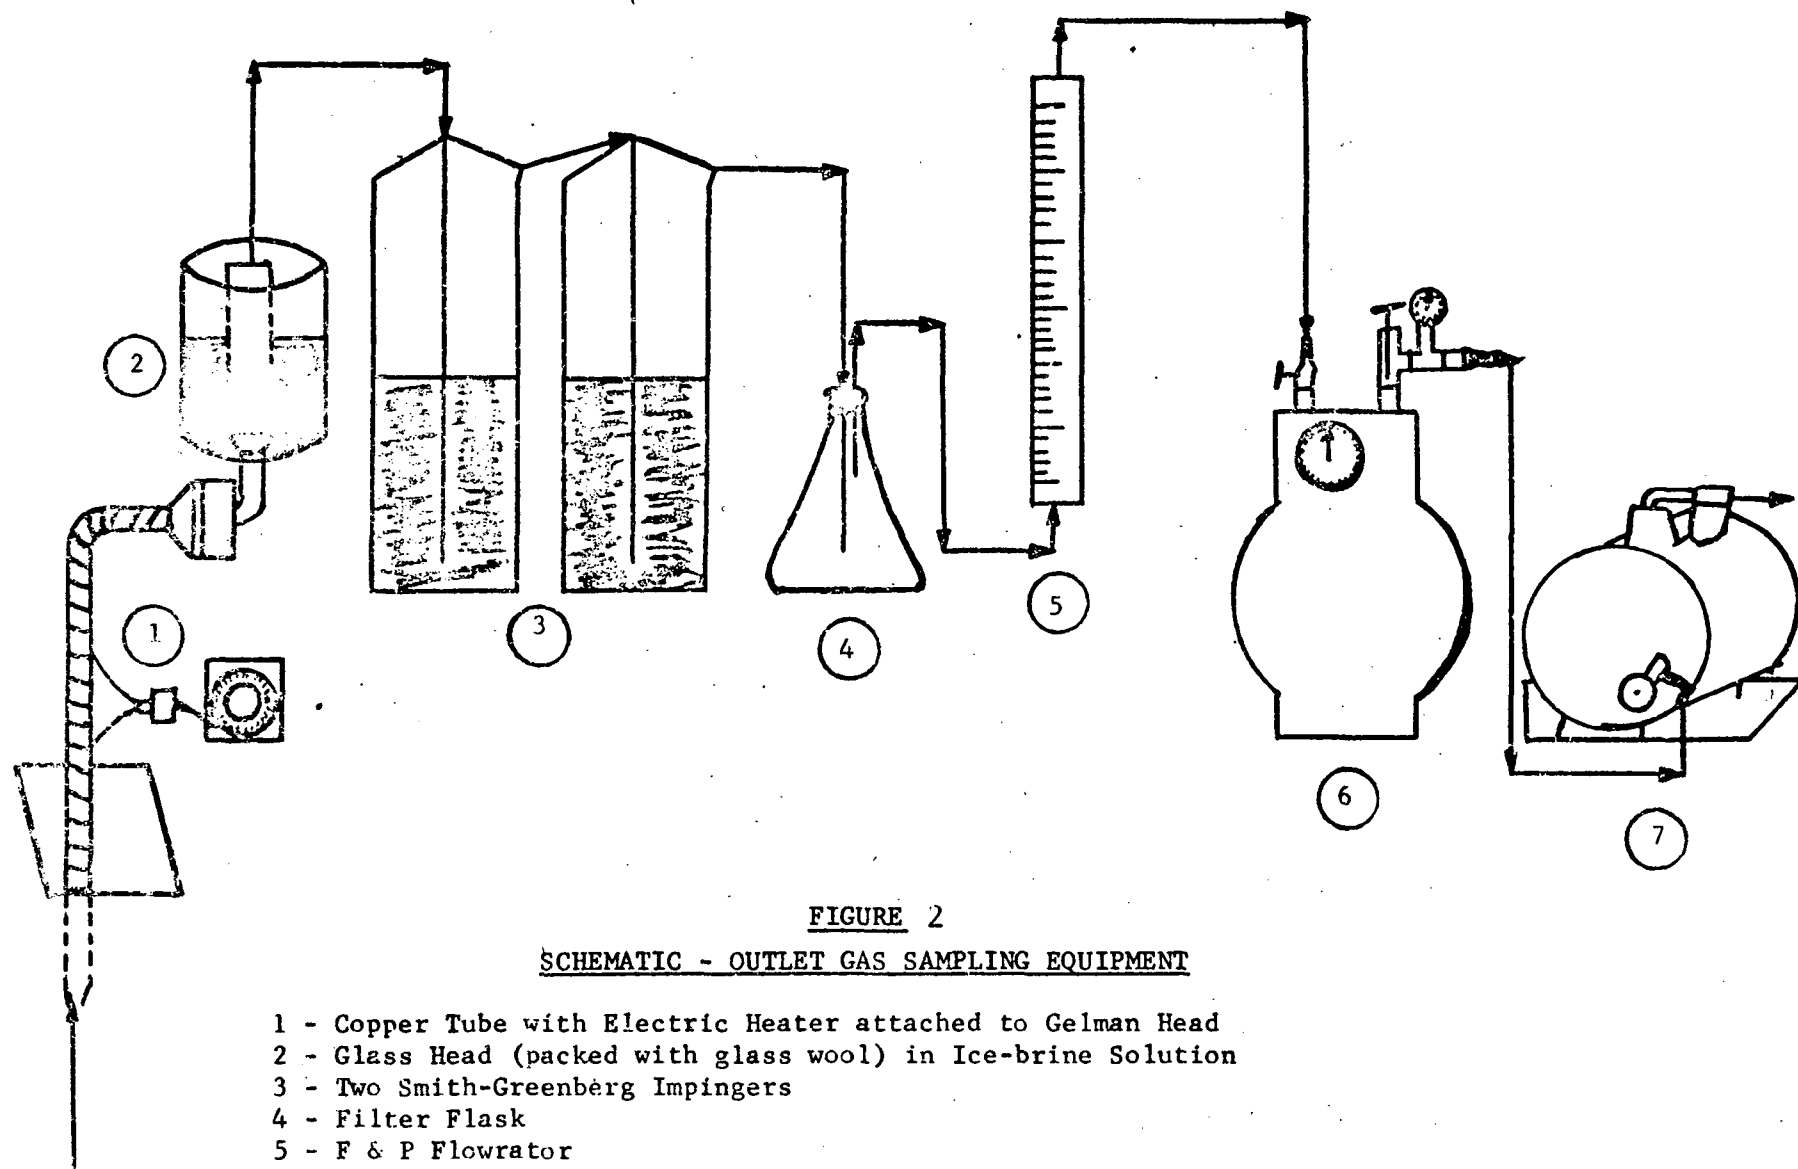 2
1
3
4
5
6
7
FIGURE 2
SCHEMATIC - OUTLET GAS SAMPLING EQUIPMENT
1 - Copper Tube with Electric Heater attached to Gelman Head
2 - Glass Head (packed with glass wool) in Ice-brine Solution
3 - Two Smith-Greenberg Impingers
4 - Filter Flask
5 - F & P Flowrator